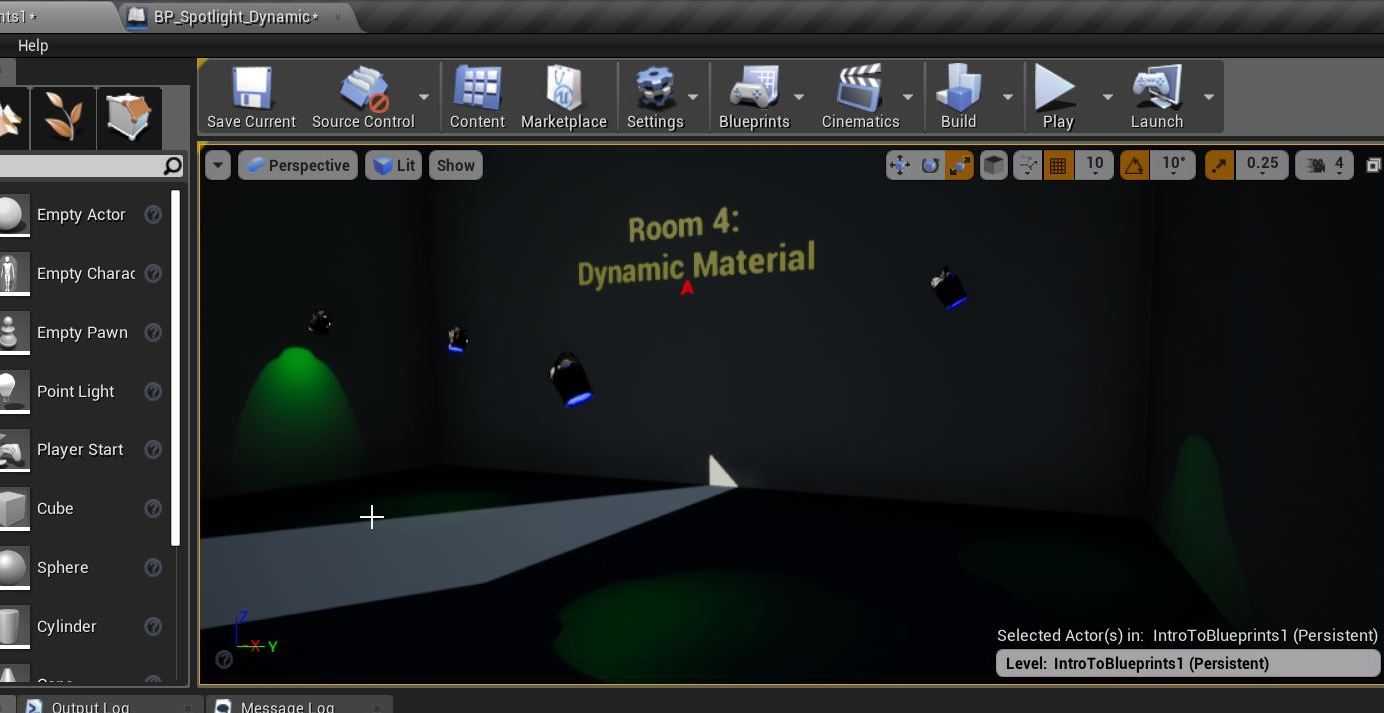 nts1*
BP_Spotlight_Dynamic*
Help
Save Current
Source Control
Content
Marketplace
Settings
Blueprints
Cinematics
Build
Play
Launch
Perspective
Lit
Show
10
10°
0.25
4
Empty Actor
Empty Charac
Empty Pawn
Point Light
Player Start
Cube
Sphere
Cylinder
Cone
Room 4:
Dynamic Material
A
Z
X Y
Selected Actor(s) in: IntroToBlueprints1 (Persistent)
Level: IntroToBlueprints1 (Persistent)
Output Log
Message Log